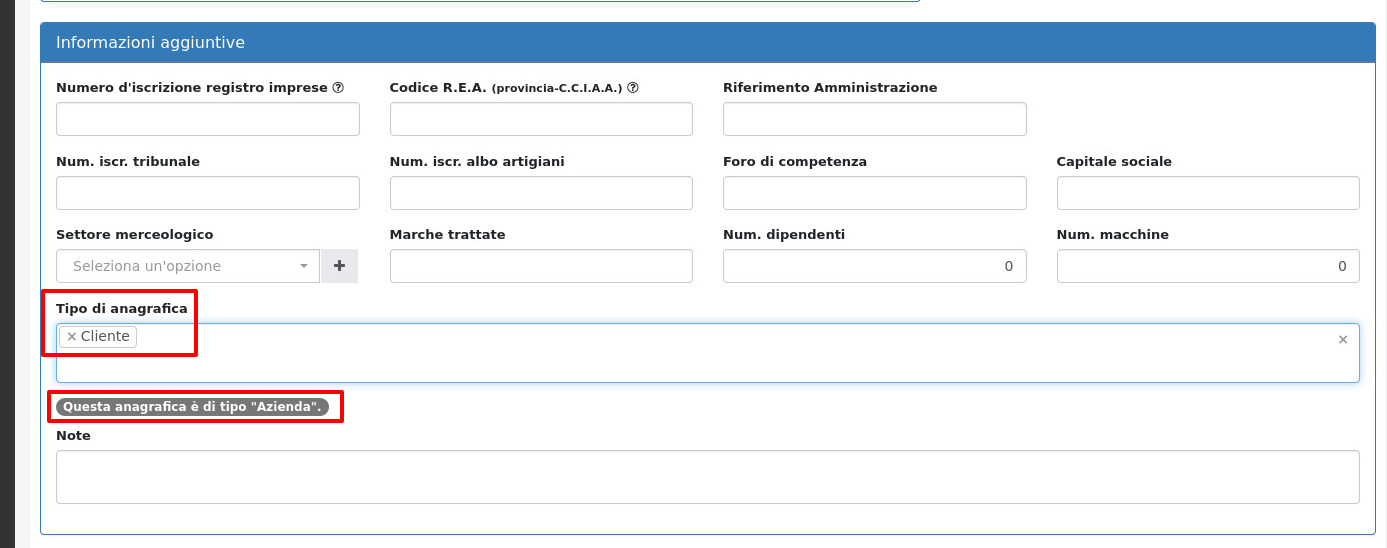 Informazioni aggiuntive
Numero d'iscrizione registro imprese Codice R.E.A. (provincia-C.C.I.A.A.) Riferimento Amministrazione
Num. iscr. tribunale Num. iscr. albo artigiani Foro di competenza Capitale sociale
Settore merceologico Marche trattate Num. dipendenti Num. macchine
Seleziona un'opzione + 0 0
Tipo di anagrafica
× Cliente ×
Questa anagrafica è di tipo "Azienda".
Note